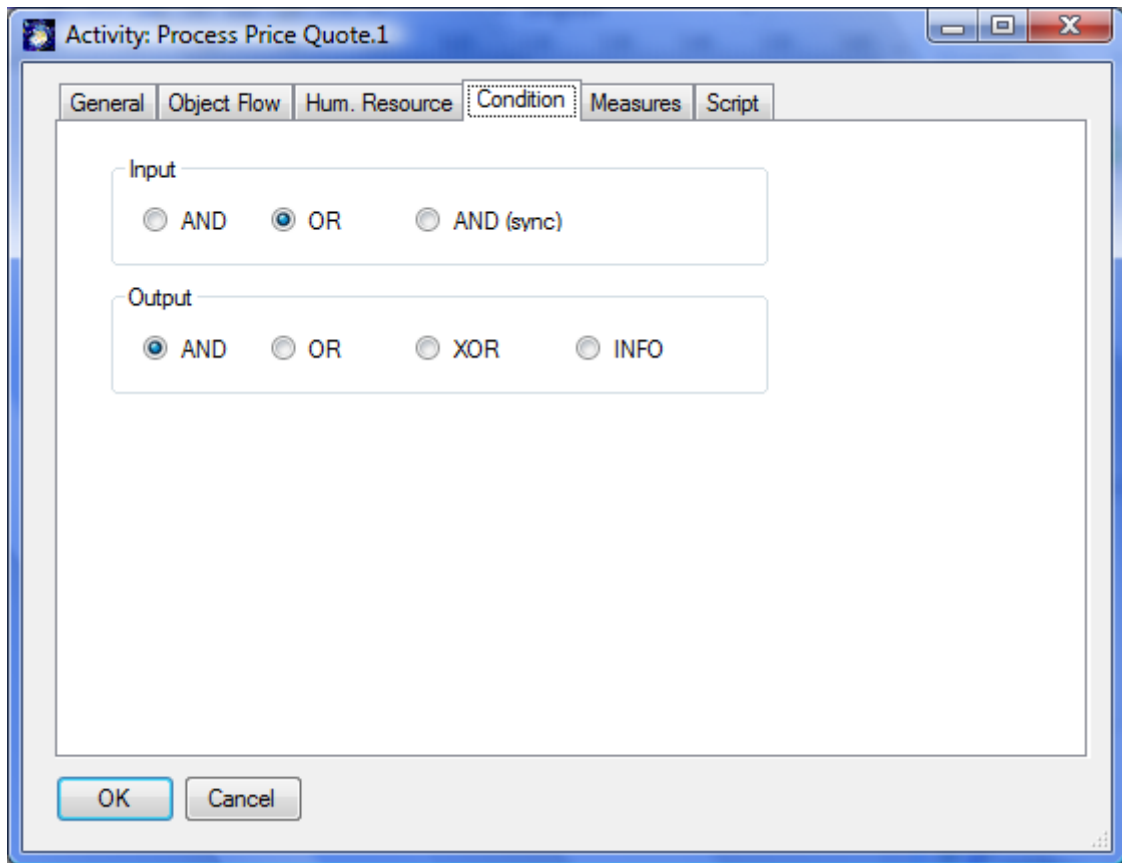 Activity: Process Price Quote.1
General Object Flow Hum. Resource Condition Measures Script
Input
AND OR AND (sync)
Output
AND OR XOR INFO
OK Cancel